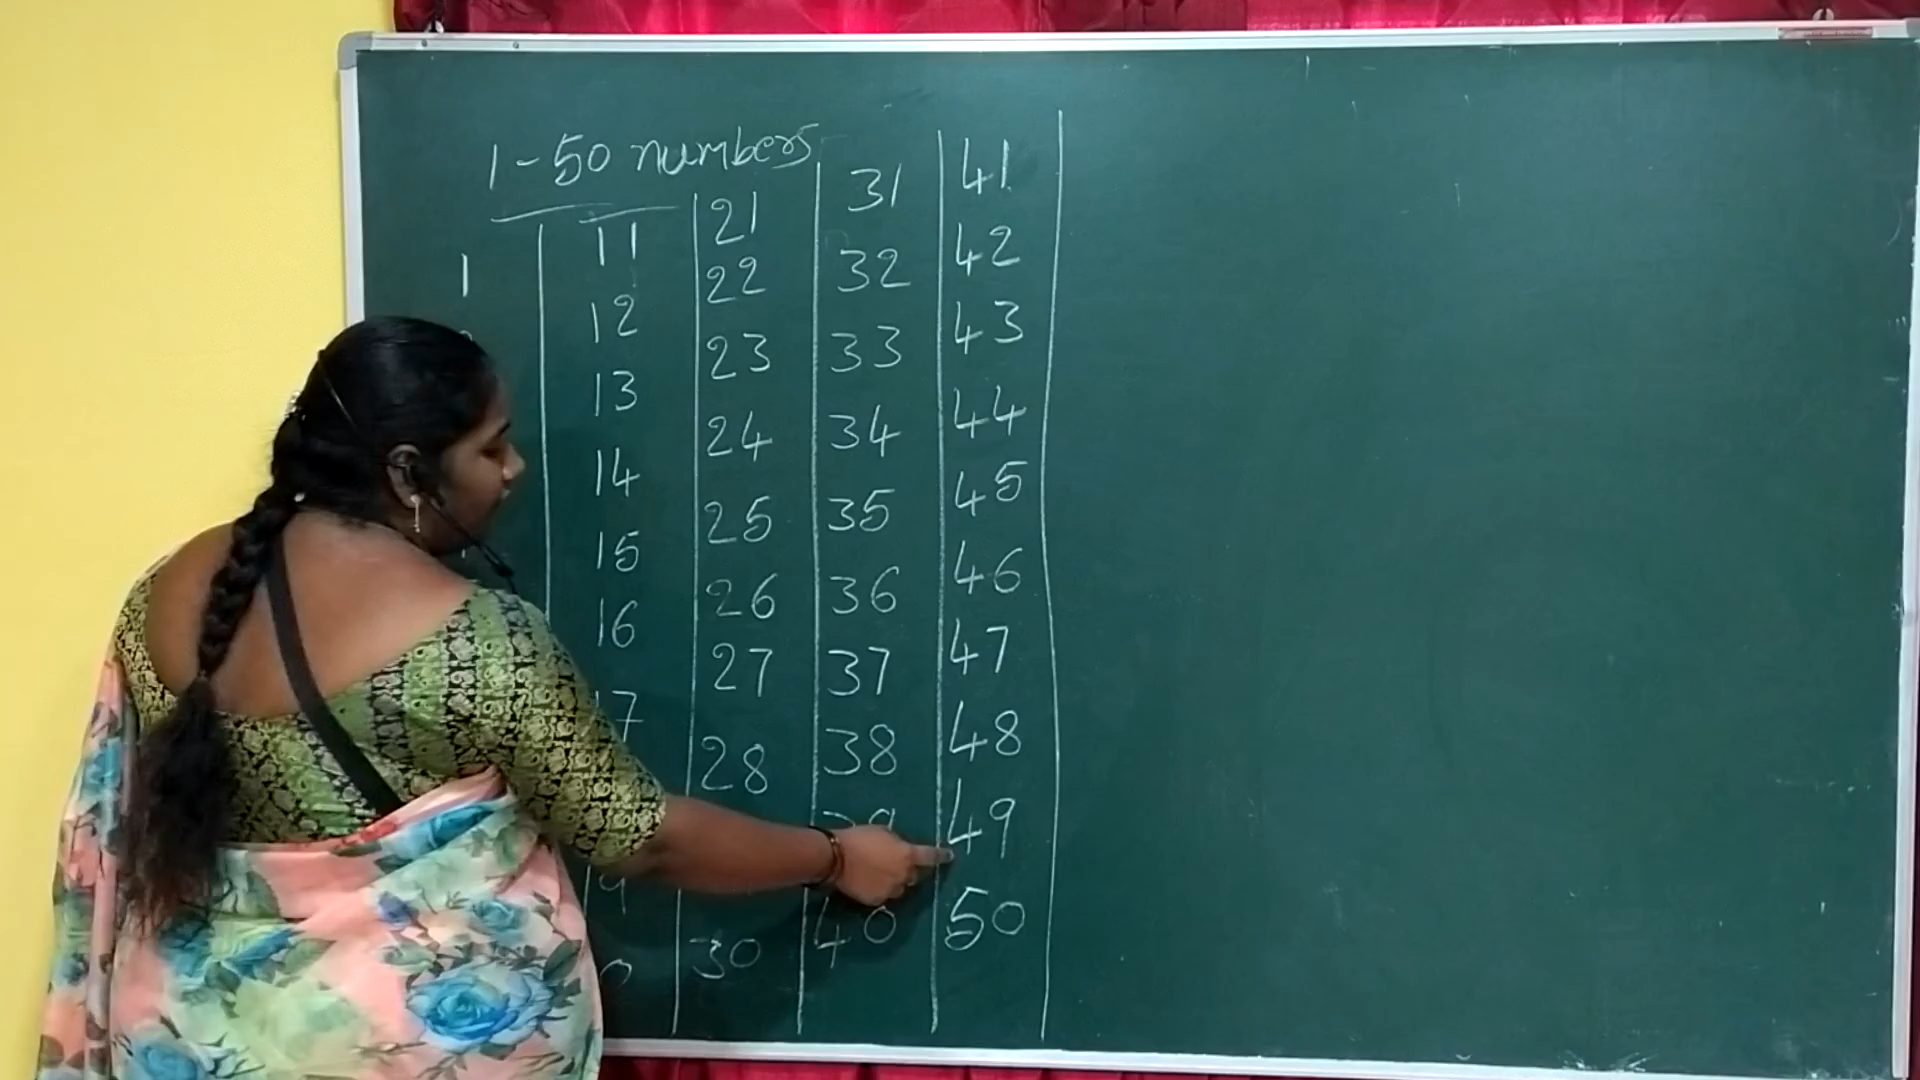 1-50 numbers
1 11 21 31 41
12 22 32 42
13 23 33 43
14 24 34 44
15 25 35 45
16 26 36 46
17 27 37 47
28 38 48
49
30 40 50